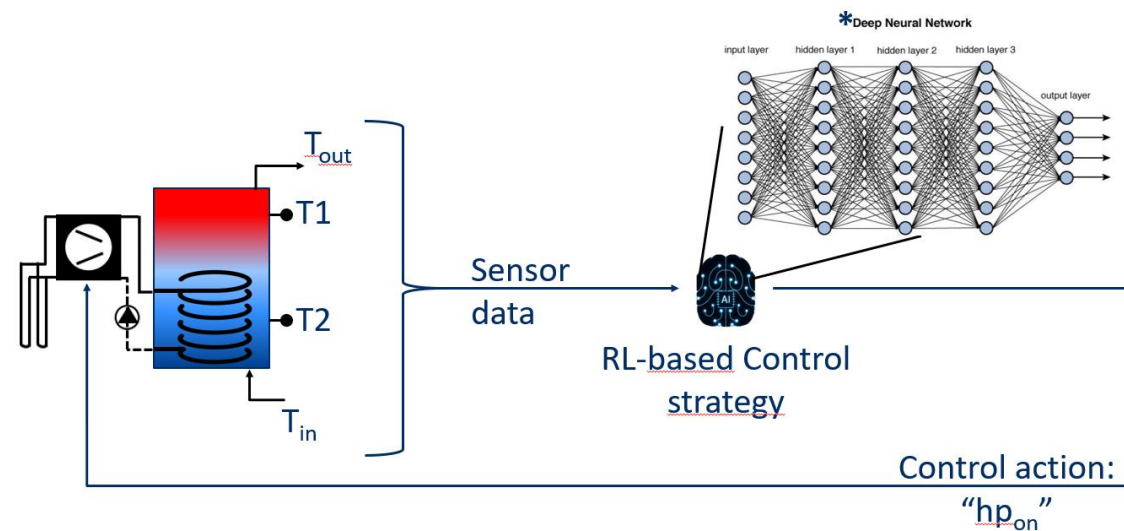 *Deep Neural Network
input layer
hidden layer 1
hidden layer 2
hidden layer 3
output layer
Tout
T1
T2
Tin
Sensor
data
AI
RL-based Control
strategy
Control action:
“hpon”